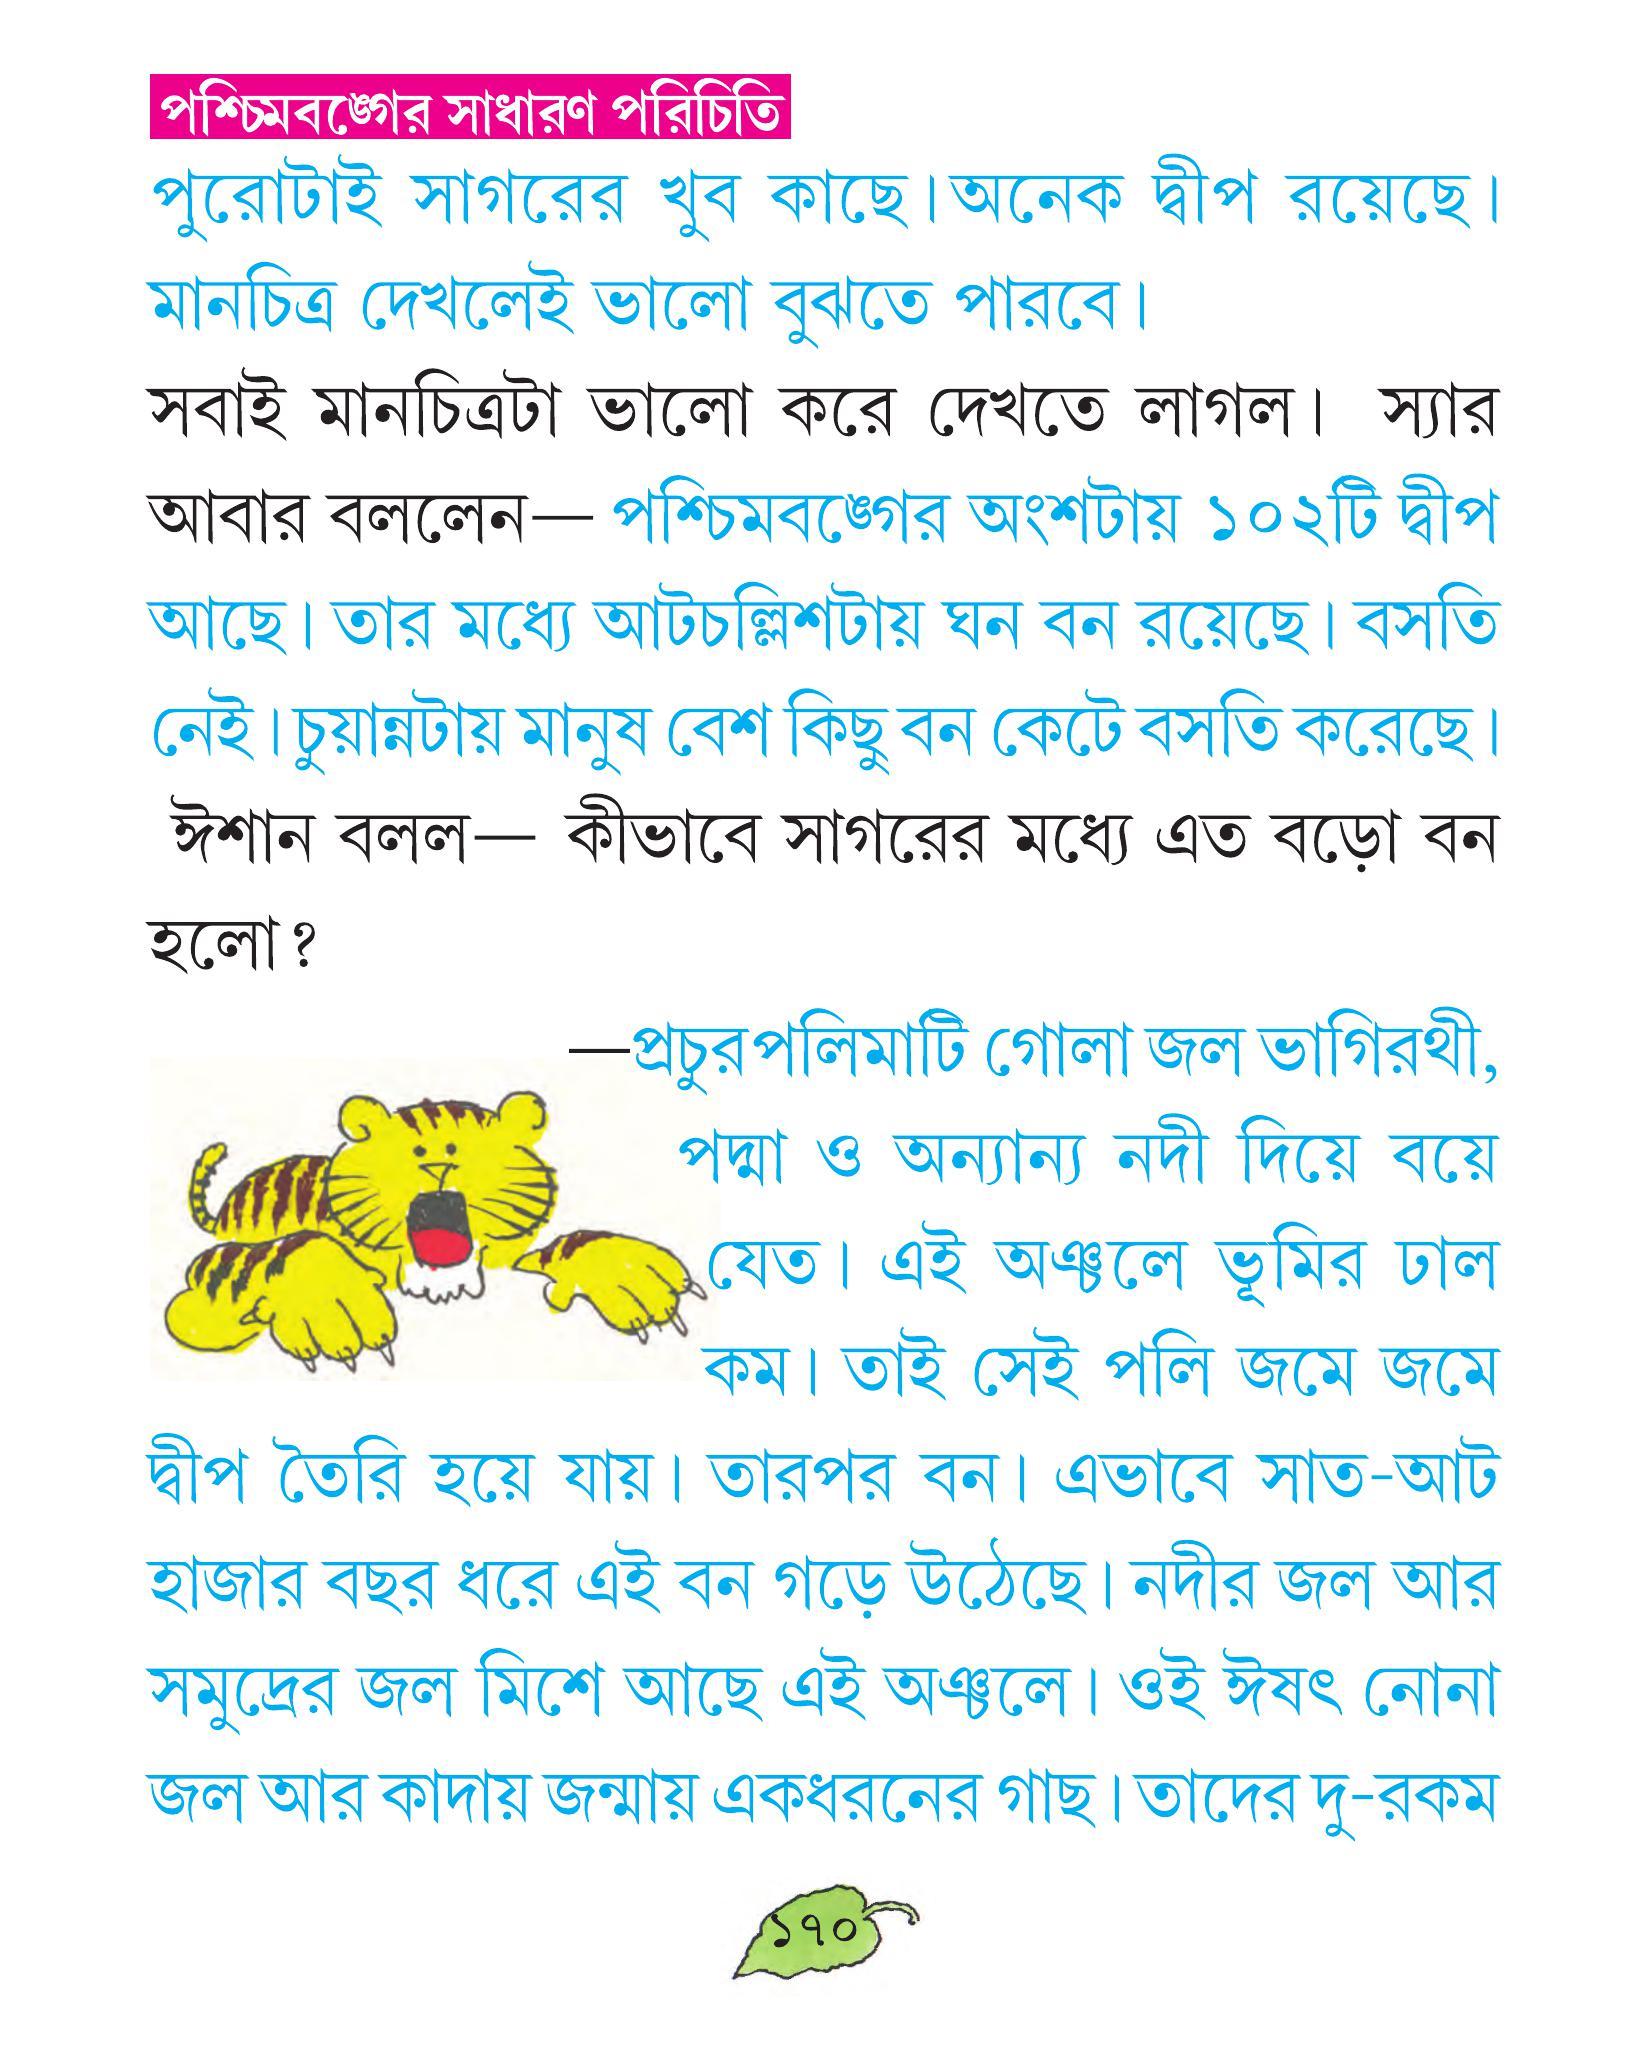 পশ্চিমবঙ্গের সাধারণ পরিচিতি
পুরোটাই সাগরের খুব কাছে। অনেক দ্বীপ রয়েছে।
মানচিত্র দেখলেই ভালো বুঝতে পারবে।
সবাই মানচিত্রটা ভালো করে দেখতে লাগল। স্যার
আবার বললেন— পশ্চিমবঙ্গের অংশটায় ১০২টি দ্বীপ
আছে। তার মধ্যে আটচল্লিশটায় ঘন বন রয়েছে। বসতি
নেই। চুয়ান্নটায় মানুষ বেশ কিছু বন কেটে বসতি করেছে।
ঈশান বলল— কীভাবে সাগরের মধ্যে এত বড়ো বন
হলো?
—প্রচুর পলিমাটি গোলা জল ভাগিরথী,
পদ্মা ও অন্যান্য নদী দিয়ে বয়ে
যেত। এই অঞ্চলে ভূমির ঢাল
কম। তাই সেই পলি জমে জমে
দ্বীপ তৈরি হয়ে যায়। তারপর বন। এভাবে সাত-আট
হাজার বছর ধরে এই বন গড়ে উঠেছে। নদীর জল আর
সমুদ্রের জল মিশে আছে এই অঞ্চলে। ওই ঈষৎ নোনা
জল আর কাদায় জন্মায় একধরনের গাছ। তাদের দু-রকম
১৭০